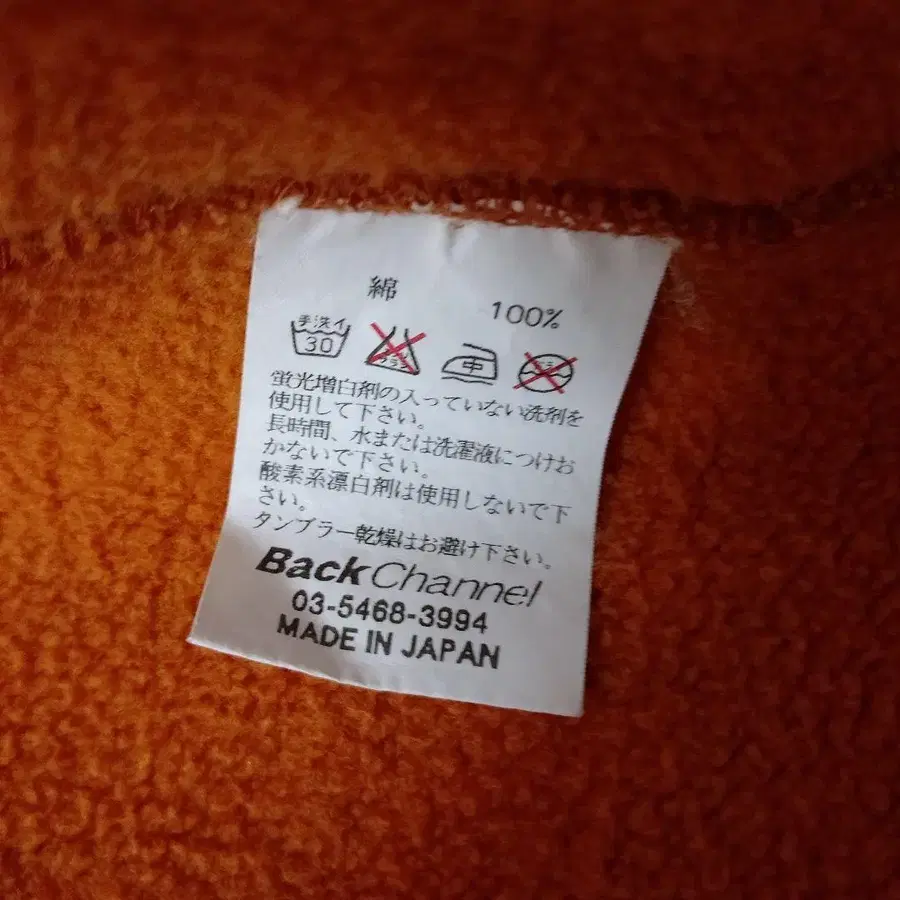 綿 100%
手洗イ
30
中
蛍光増白剤の入っていない洗剤を
使用して下さい。
長時間、水または洗濯液につけお
かないで下さい。
酸素系漂白剤は使用しないで下
さい。
タンブラー乾燥はお避け下さい。
BackChannel
03-5468-3994
MADE IN JAPAN